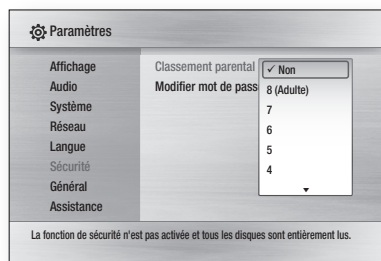 Paramètres
Affichage
Audio
Système
Réseau
Langue
Sécurité
Général
Assistance
Classement parental
Modifier mot de pass
✓ Non
8 (Adulte)
7
6
5
4
La fonction de sécurité n'est pas activée et tous les disques sont entièrement lus.